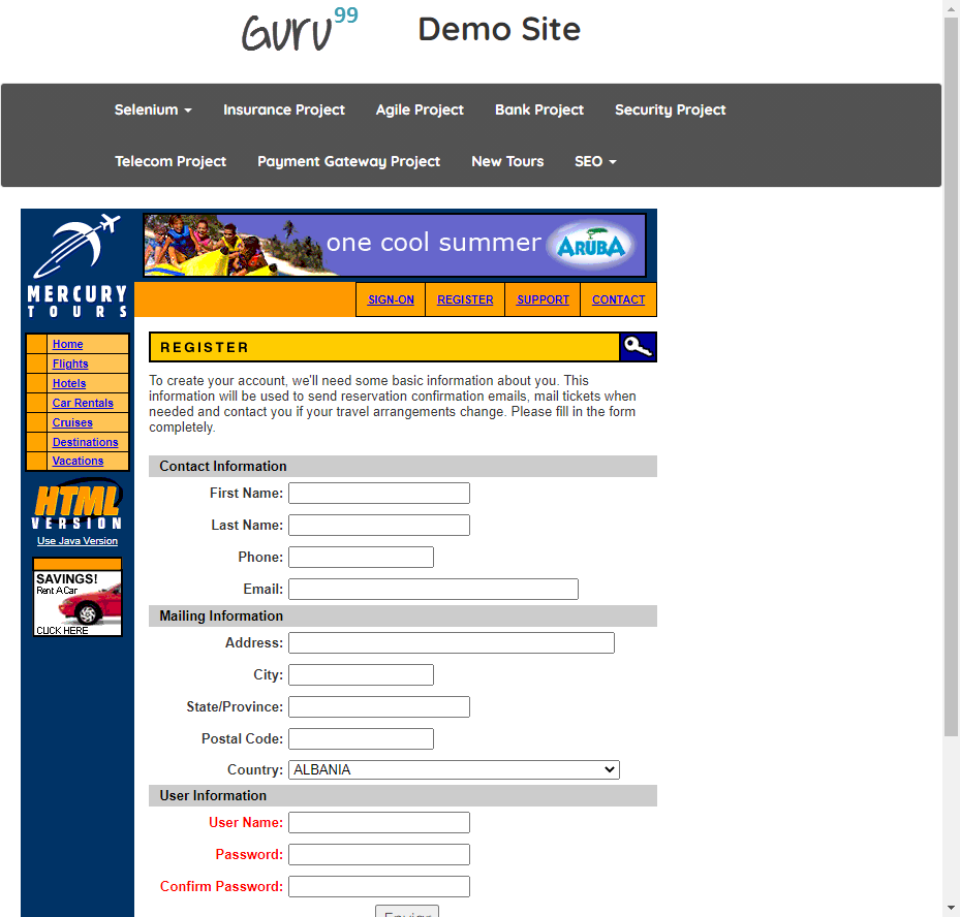 Guru99 Demo Site
Selenium Insurance Project Agile Project Bank Project Security Project
Telecom Project Payment Gateway Project New Tours SEO
one cool summer ARUBA
MERCURY
TOURS
SIGN-ON REGISTER SUPPORT CONTACT
Home
Flights
Hotels
Car Rentals
Cruises
Destinations
Vacations
HTML
VERSION
Use Java Version
SAVINGS!
Rent A Car
CLICK HERE
REGISTER
To create your account, we'll need some basic information about you. This
information will be used to send reservation confirmation emails, mail tickets when
needed and contact you if your travel arrangements change. Please fill in the form
completely.
Contact Information
First Name:
Last Name:
Phone:
Email:
Mailing Information
Address:
City:
State/Province:
Postal Code:
Country: ALBANIA
User Information
User Name:
Password:
Confirm Password:
Enviar